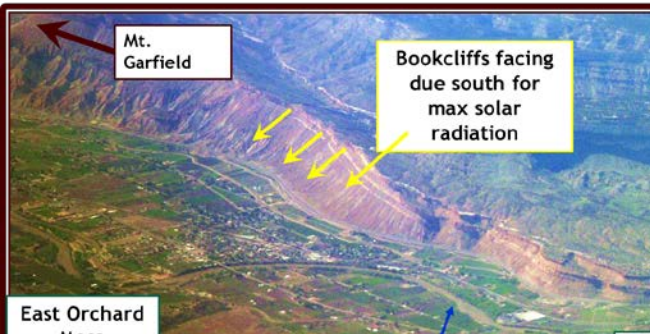 Mt.
Garfield
Bookcliffs facing
due south for
max solar
radiation
East Orchard